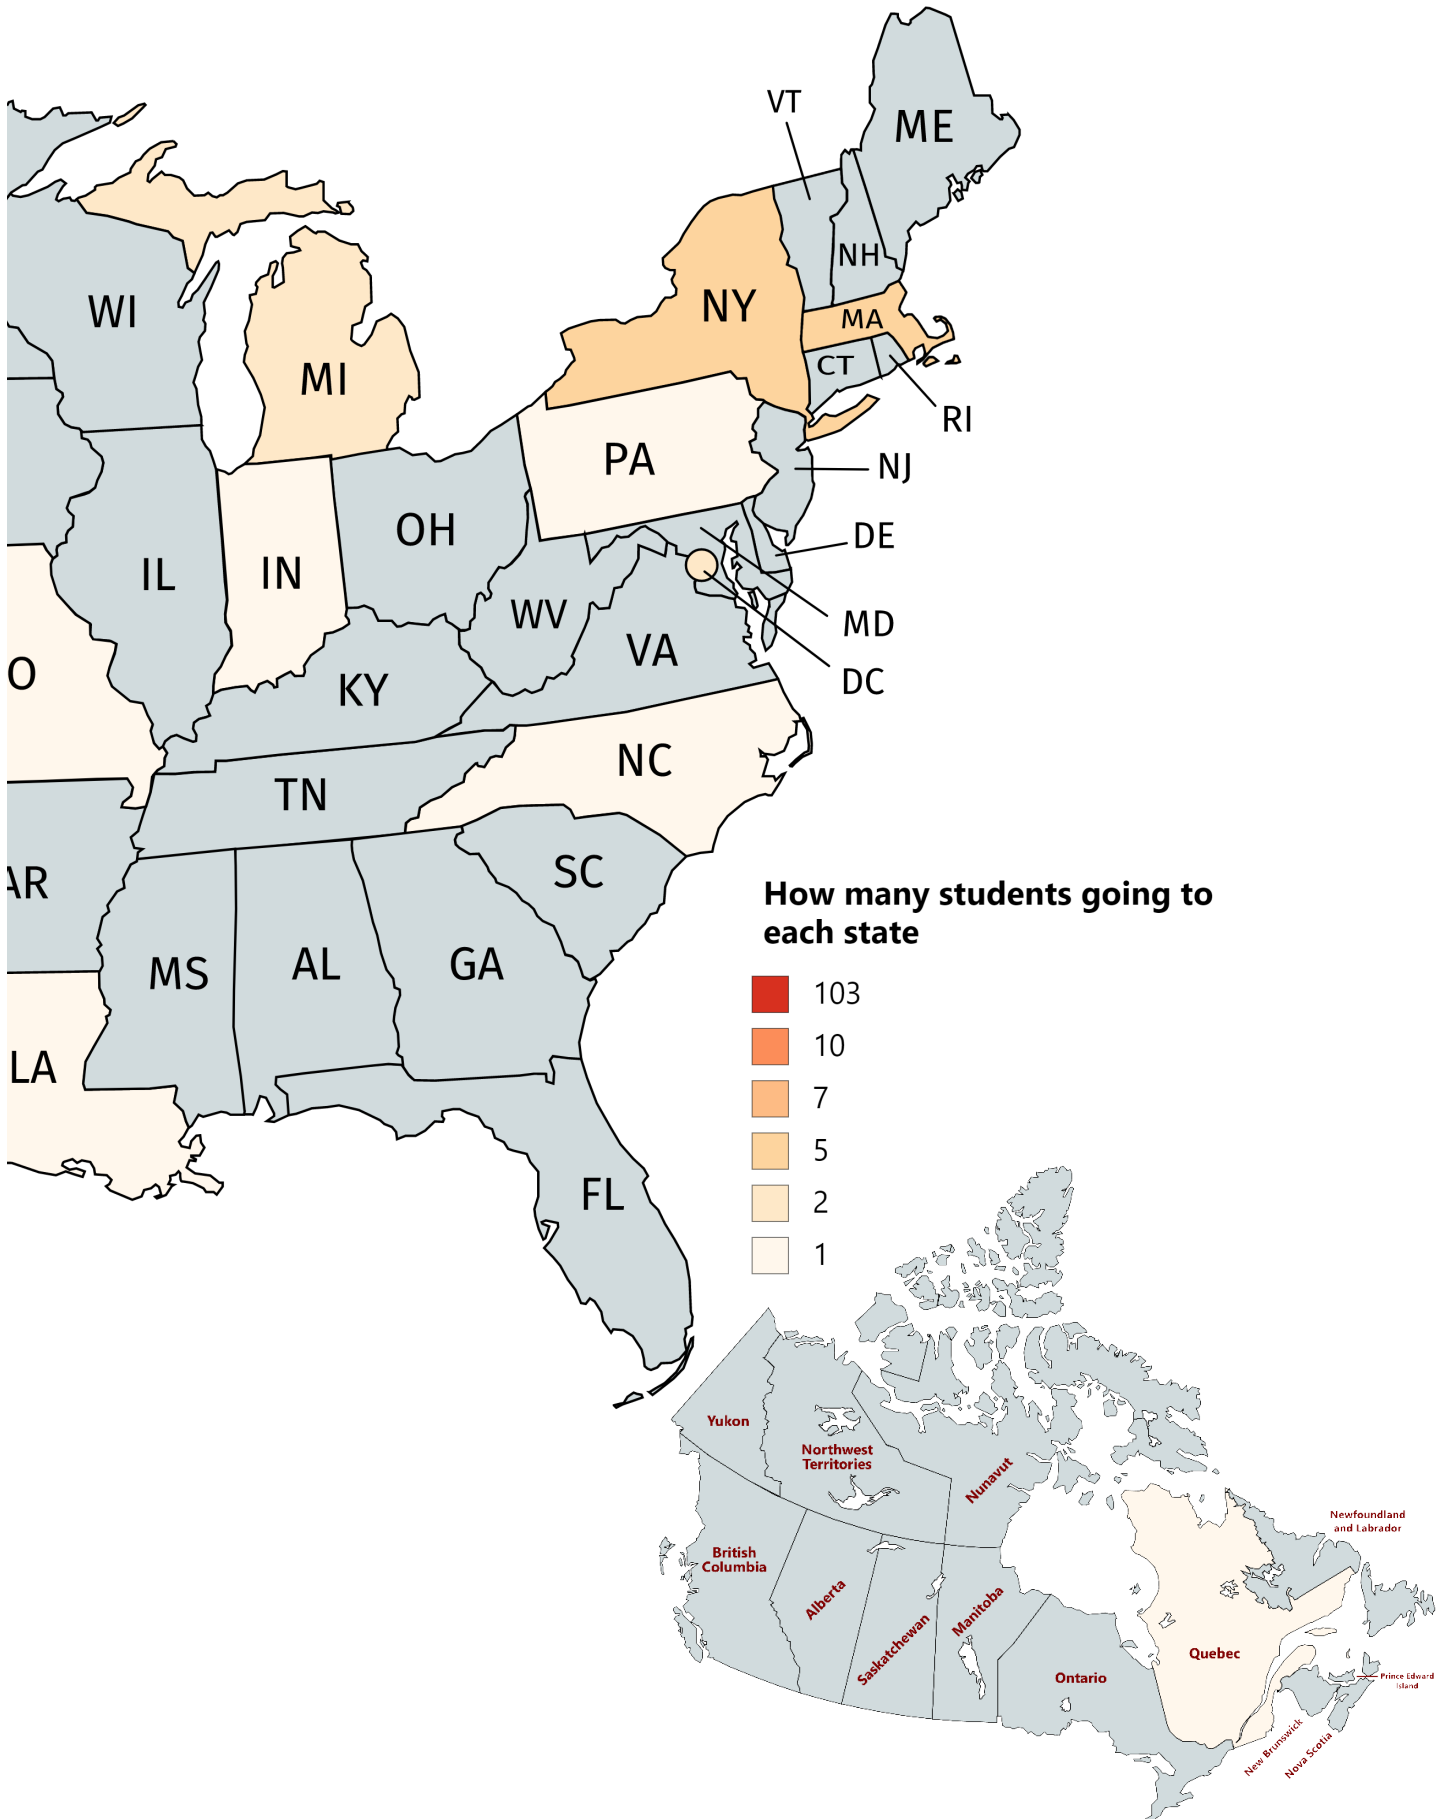 VT
ME
NH
WI
NY
MA
MI
CT
RI
PA
NJ
OH
DE
IL
IN
WV
MD
VA
O
DC
KY
NC
TN
SC
AR
How many students going to
each state
MS
AL
GA
103
10
LA
7
5
FL
2
1
Yukon
Northwest
Territories
Nunavut
Newfoundland
and Labrador
British
Columbia
Alberta
Saskatchewan
Manitoba
Quebec
Ontario
Prince Edward
Island
New Brunswick
Nova Scotia